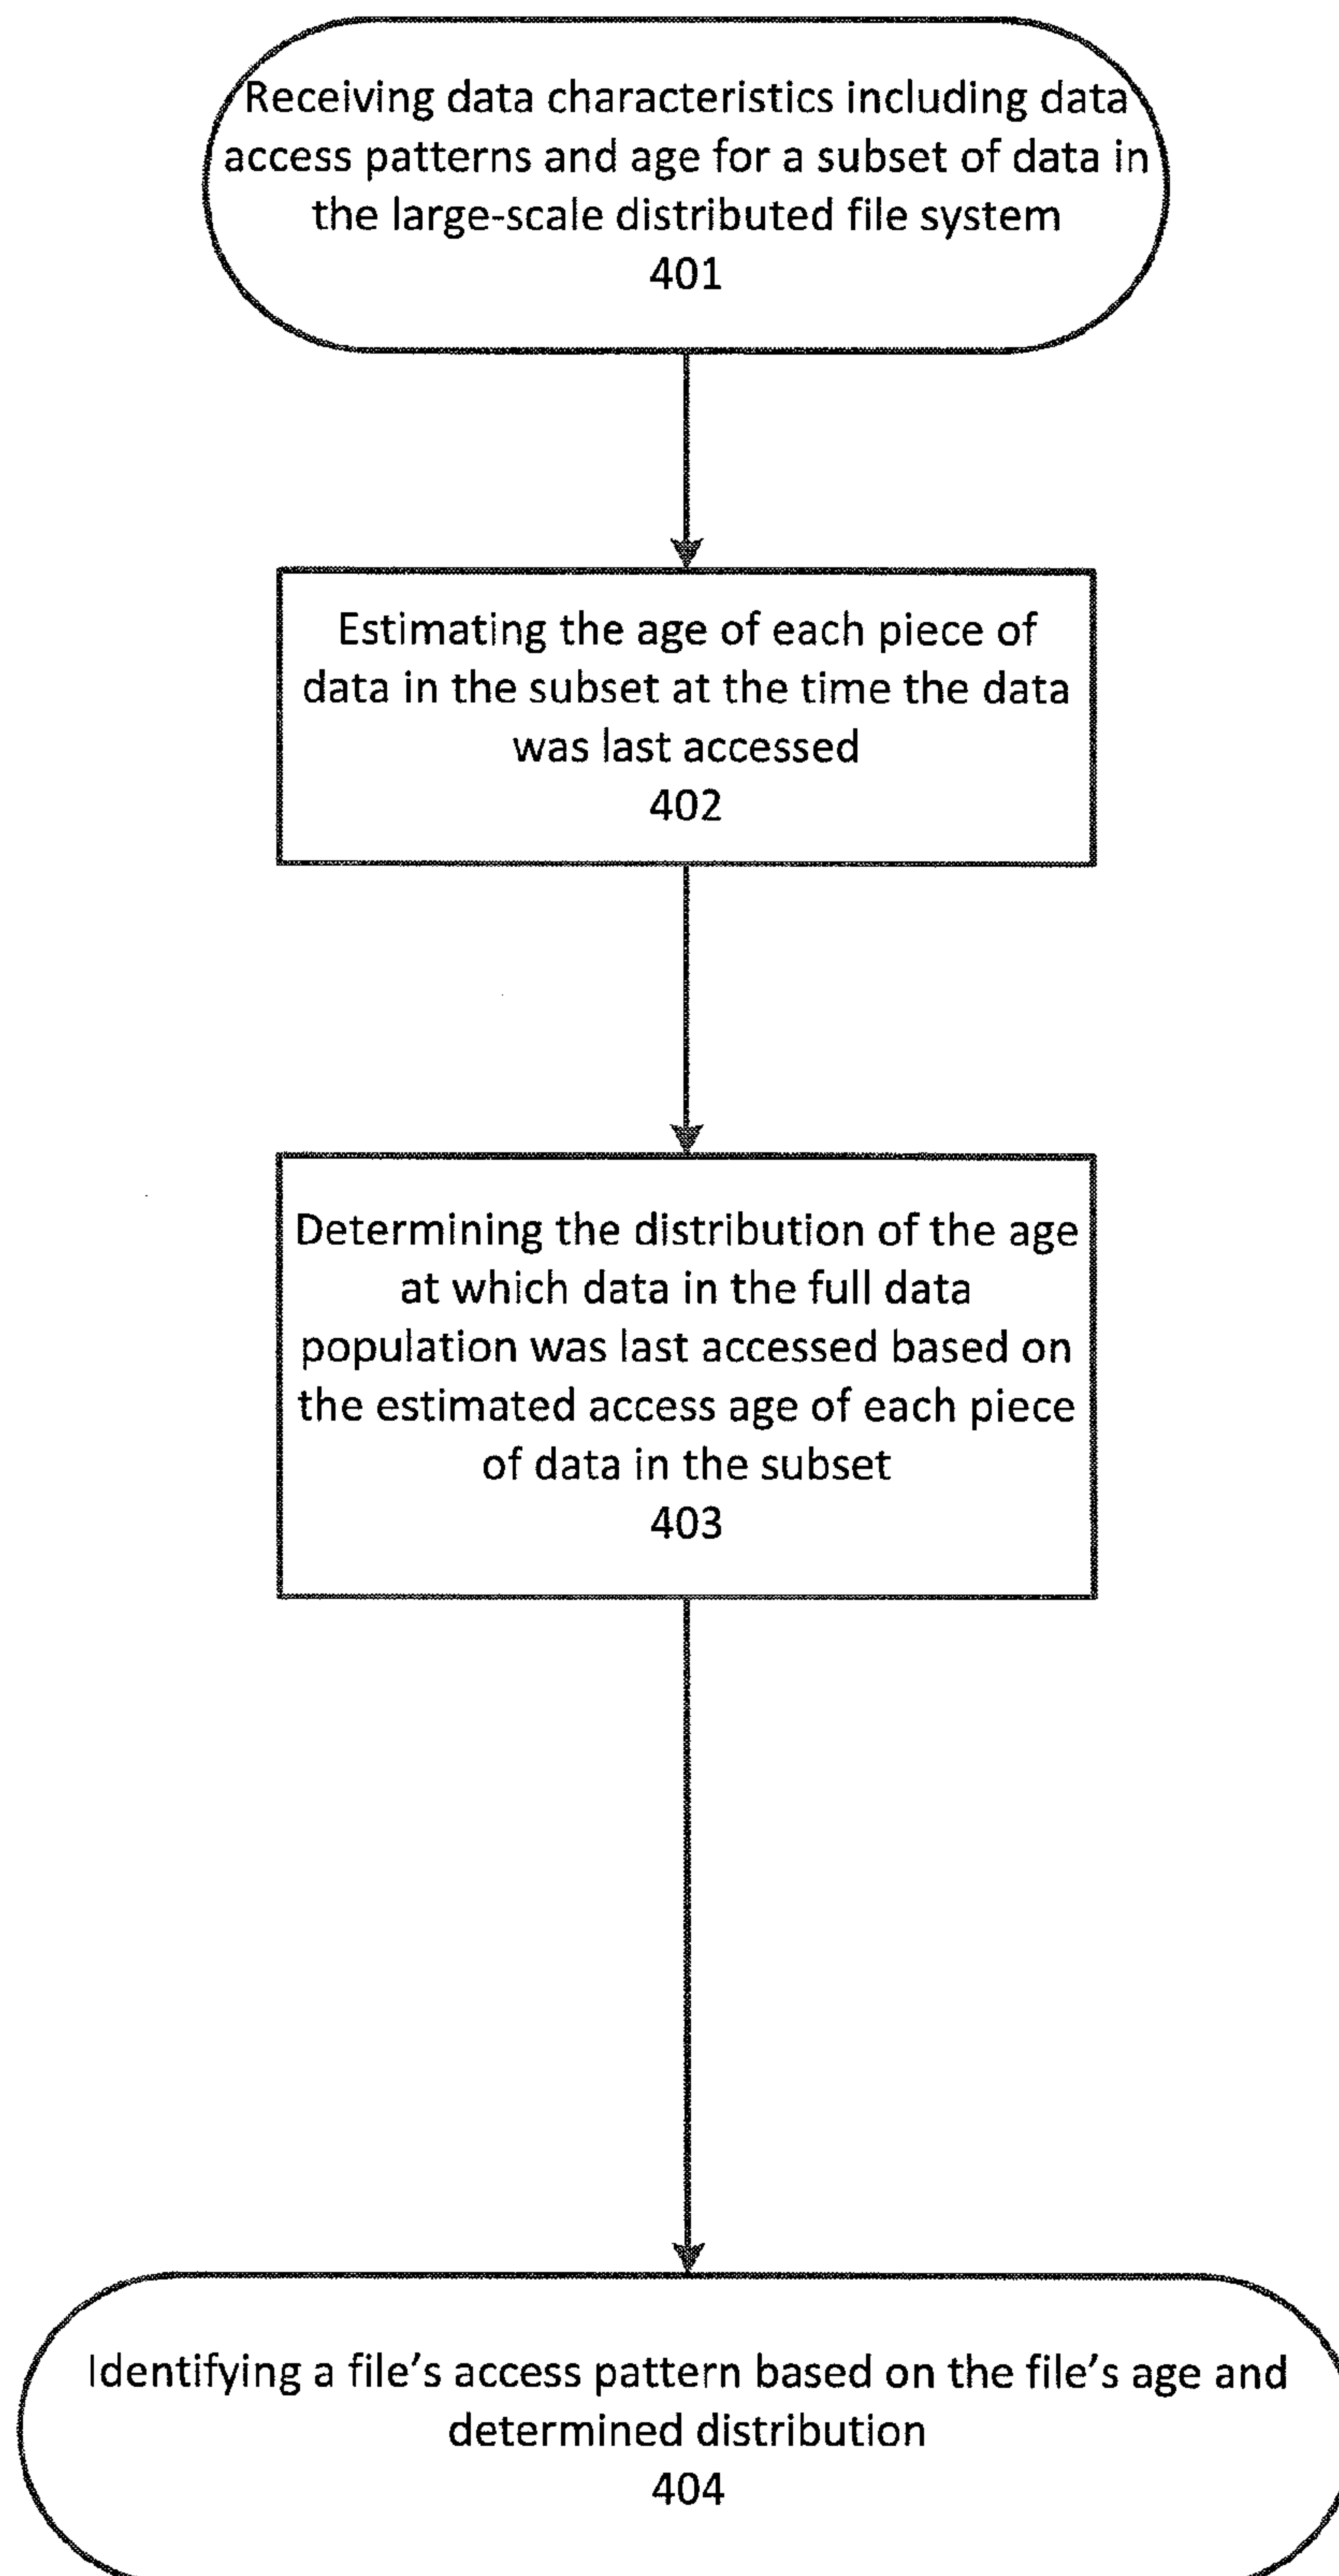 Receiving data characteristics including data
access patterns and age for a subset of data in
the large-scale distributed file system
401
Estimating the age of each piece of
data in the subset at the time the data
was last accessed
402
Determining the distribution of the age
at which data in the full data
population was last accessed based on
the estimated access age of each piece
of data in the subset
403
Identifying a file's access pattern based on the file's age and
determined distribution
404